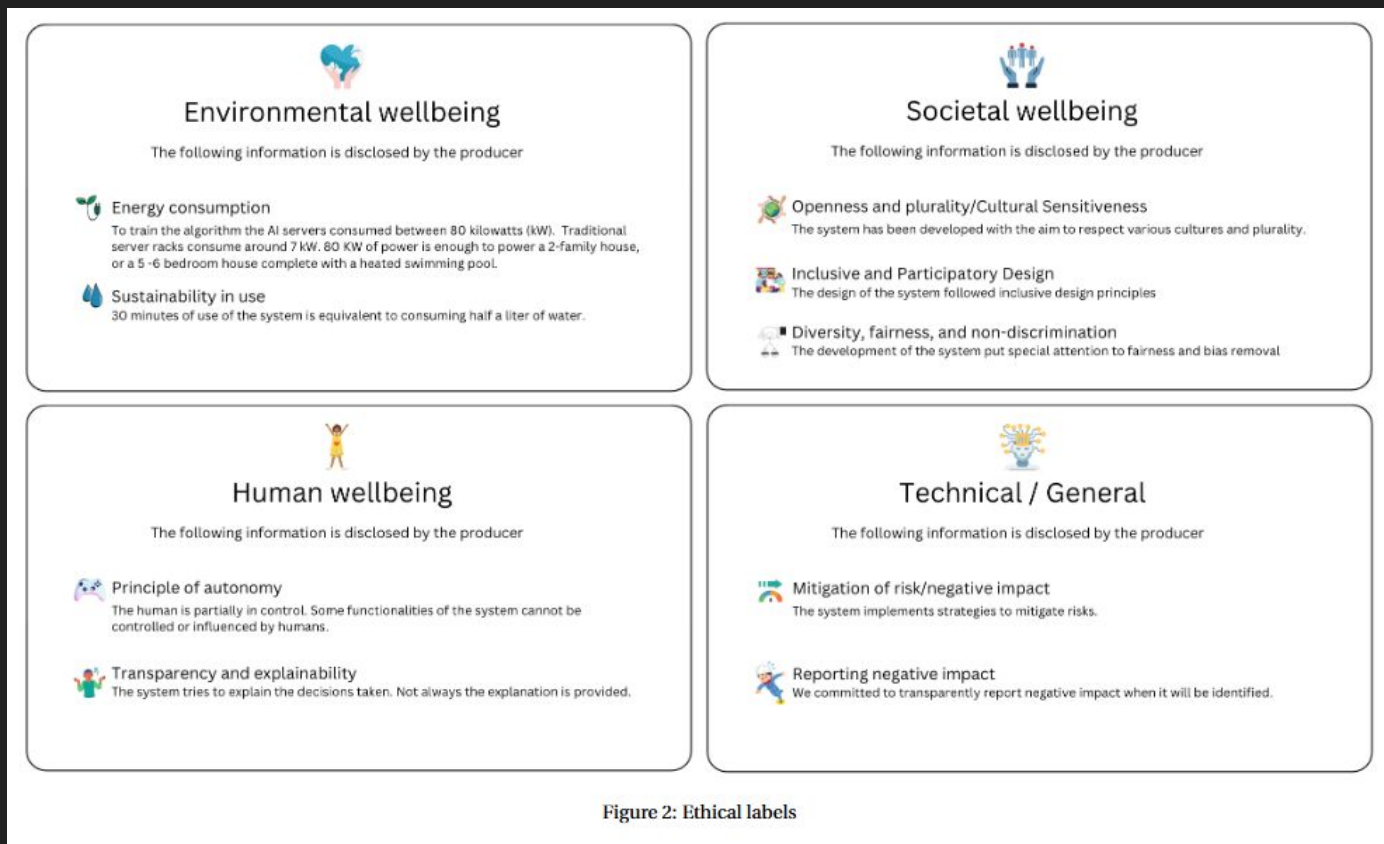 Environmental wellbeing
The following information is disclosed by the producer
Energy consumption
To train the algorithm the AI servers consumed between 80 kilowatts (kW). Traditional
server racks consume around 7 kW. 80 KW of power is enough to power a 2-family house,
or a 5 -6 bedroom house complete with a heated swimming pool.
Sustainability in use
30 minutes of use of the system is equivalent to consuming half a liter of water.
Societal wellbeing
The following information is disclosed by the producer
Openness and plurality/Cultural Sensitiveness
The system has been developed with the aim to respect various cultures and plurality.
Inclusive and Participatory Design
The design of the system followed inclusive design principles
Diversity, fairness, and non-discrimination
The development of the system put special attention to fairness and bias removal
Human wellbeing
The following information is disclosed by the producer
Principle of autonomy
The human is partially in control. Some functionalities of the system cannot be
controlled or influenced by humans.
Transparency and explainability
The system tries to explain the decisions taken. Not always the explanation is provided.
Technical / General
The following information is disclosed by the producer
Mitigation of risk/negative impact
The system implements strategies to mitigate risks.
Reporting negative impact
We committed to transparently report negative impact when it will be identified.
Figure 2: Ethical labels